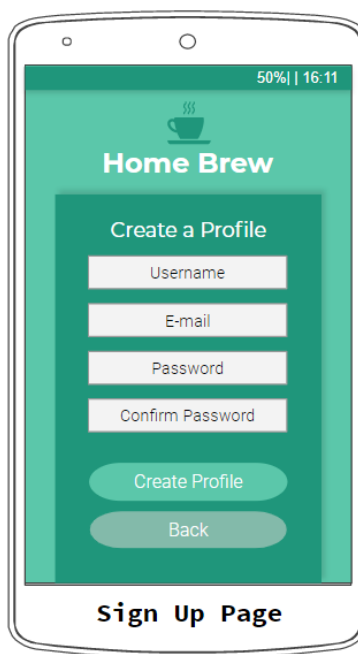 50%| | 16:11
Home Brew
Create a Profile
Username
E-mail
Password
Confirm Password
Create Profile
Back
Sign Up Page